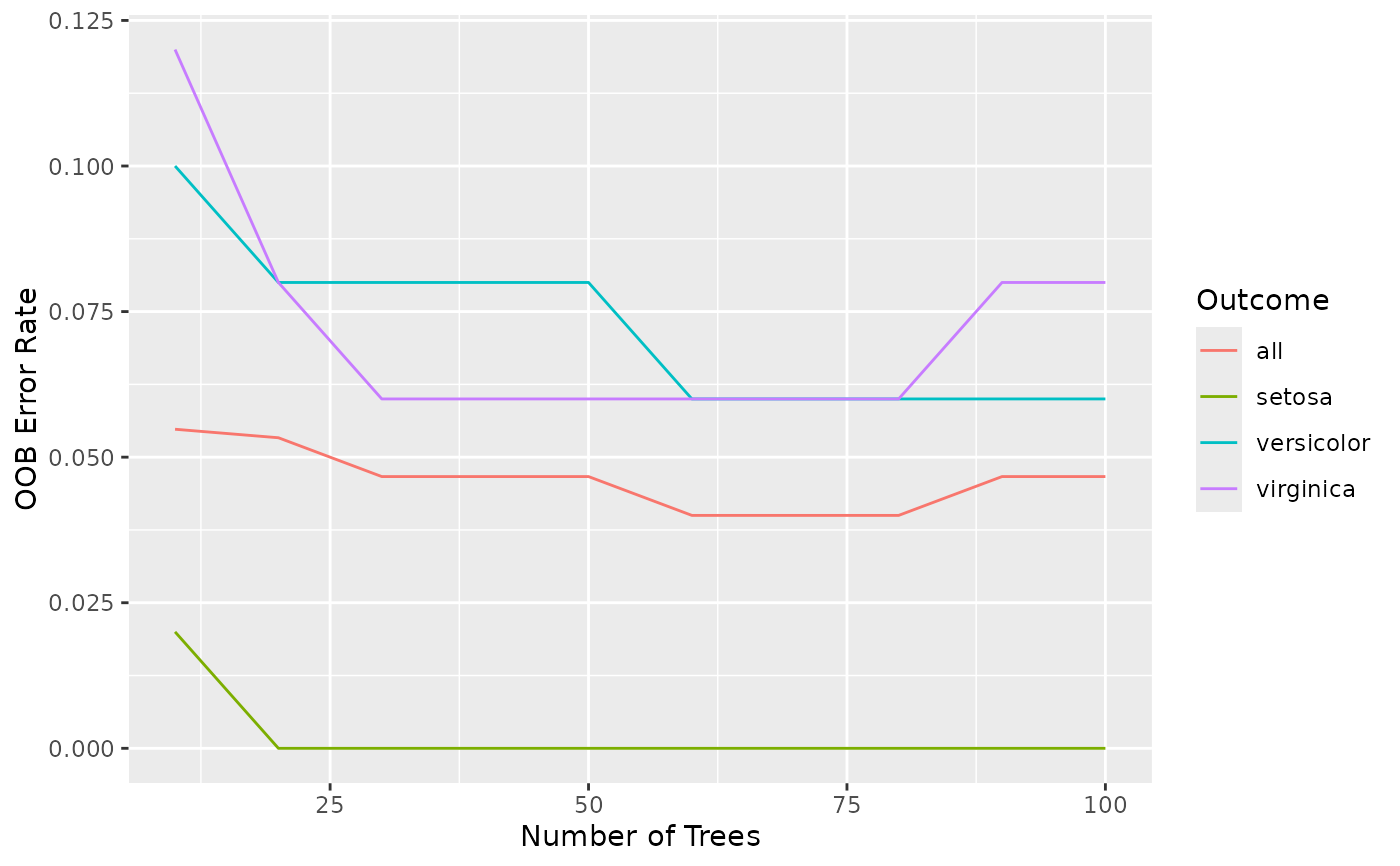 0.125
0.100
0.075
0.050
0.025
0.000
OOB Error Rate
25 50 75 100
Number of Trees
Outcome
all
setosa
versicolor
virginica